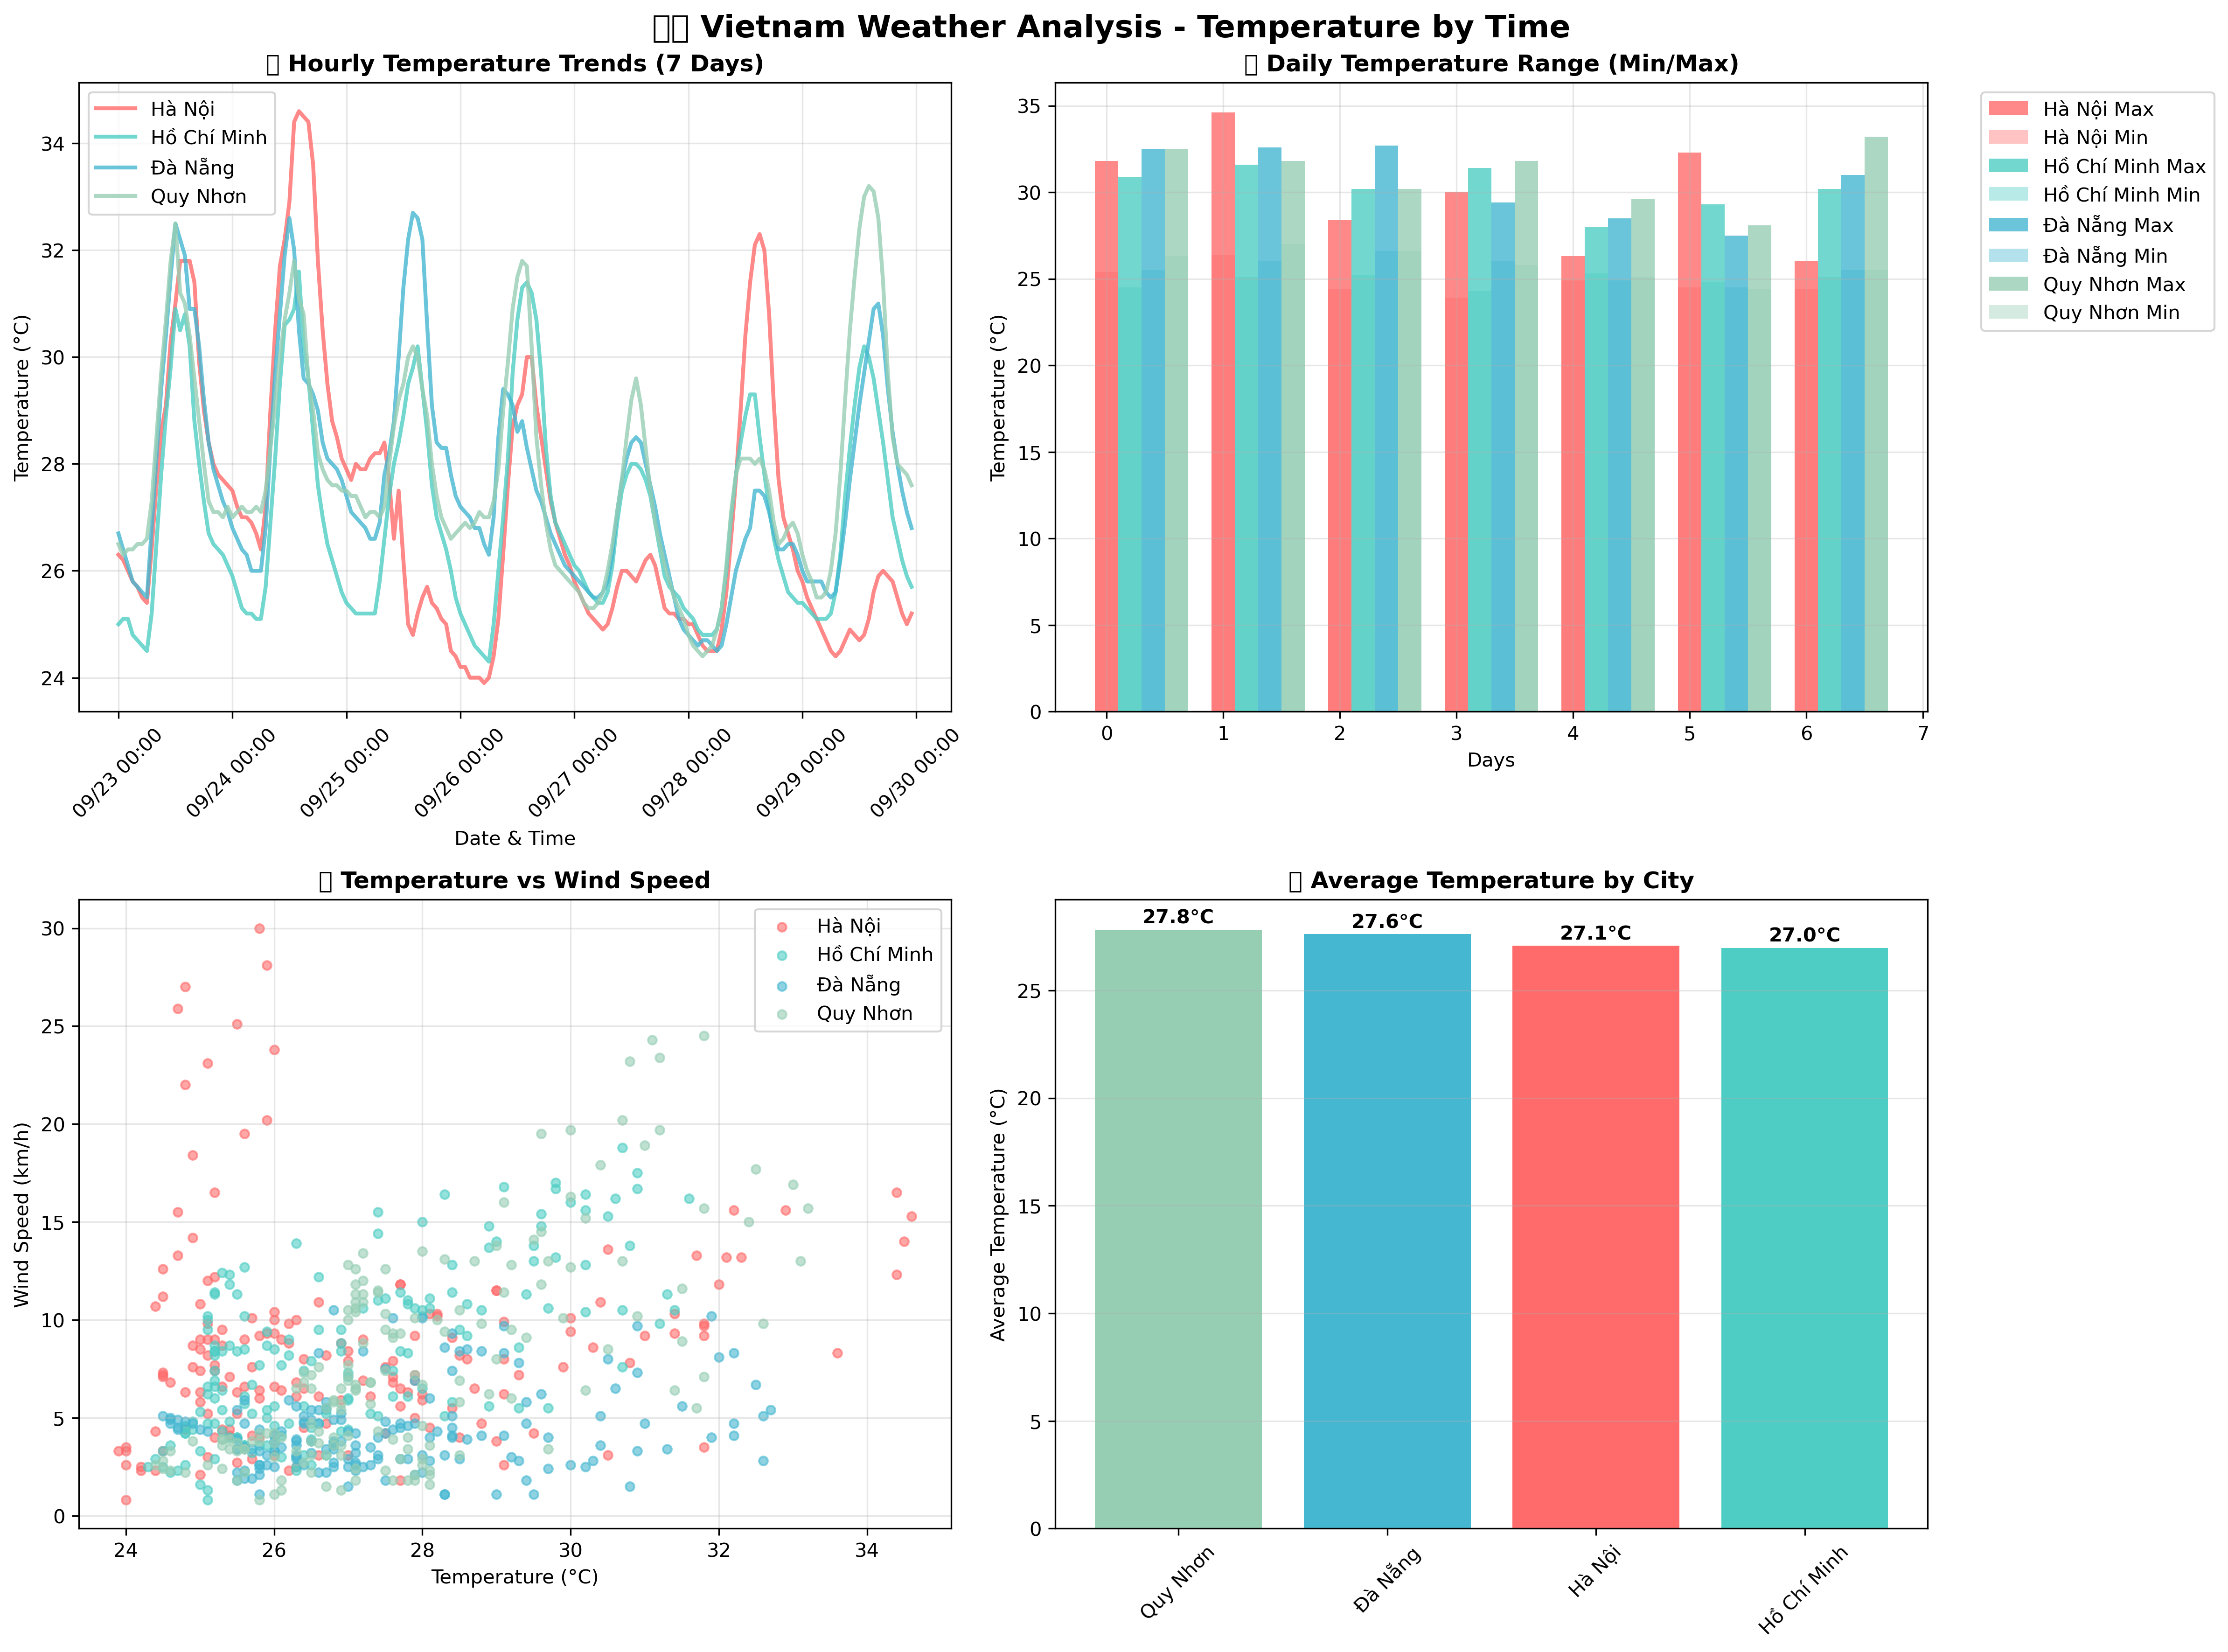 Vietnam Weather Analysis - Temperature by Time
Hourly Temperature Trends (7 Days)
Hà Nội
Hồ Chí Minh
Đà Nẵng
Quy Nhơn
34
32
30
28
26
24
Temperature (°C)
09/23 00:00
09/24 00:00
09/25 00:00
09/26 00:00
09/27 00:00
09/28 00:00
09/29 00:00
09/30 00:00
Date & Time
Daily Temperature Range (Min/Max)
35
30
25
20
15
10
5
0
Temperature (°C)
0 1 2 3 4 5 6 7
Days
Hà Nội Max
Hà Nội Min
Hồ Chí Minh Max
Hồ Chí Minh Min
Đà Nẵng Max
Đà Nẵng Min
Quy Nhơn Max
Quy Nhơn Min
Temperature vs Wind Speed
Hà Nội
Hồ Chí Minh
Đà Nẵng
Quy Nhơn
30
25
20
15
10
5
0
Wind Speed (km/h)
24 26 28 30 32 34
Temperature (°C)
Average Temperature by City
27.8°C
27.6°C
27.1°C
27.0°C
25
20
15
10
5
0
Average Temperature (°C)
Quy Nhơn
Đà Nẵng
Hà Nội
Hồ Chí Minh